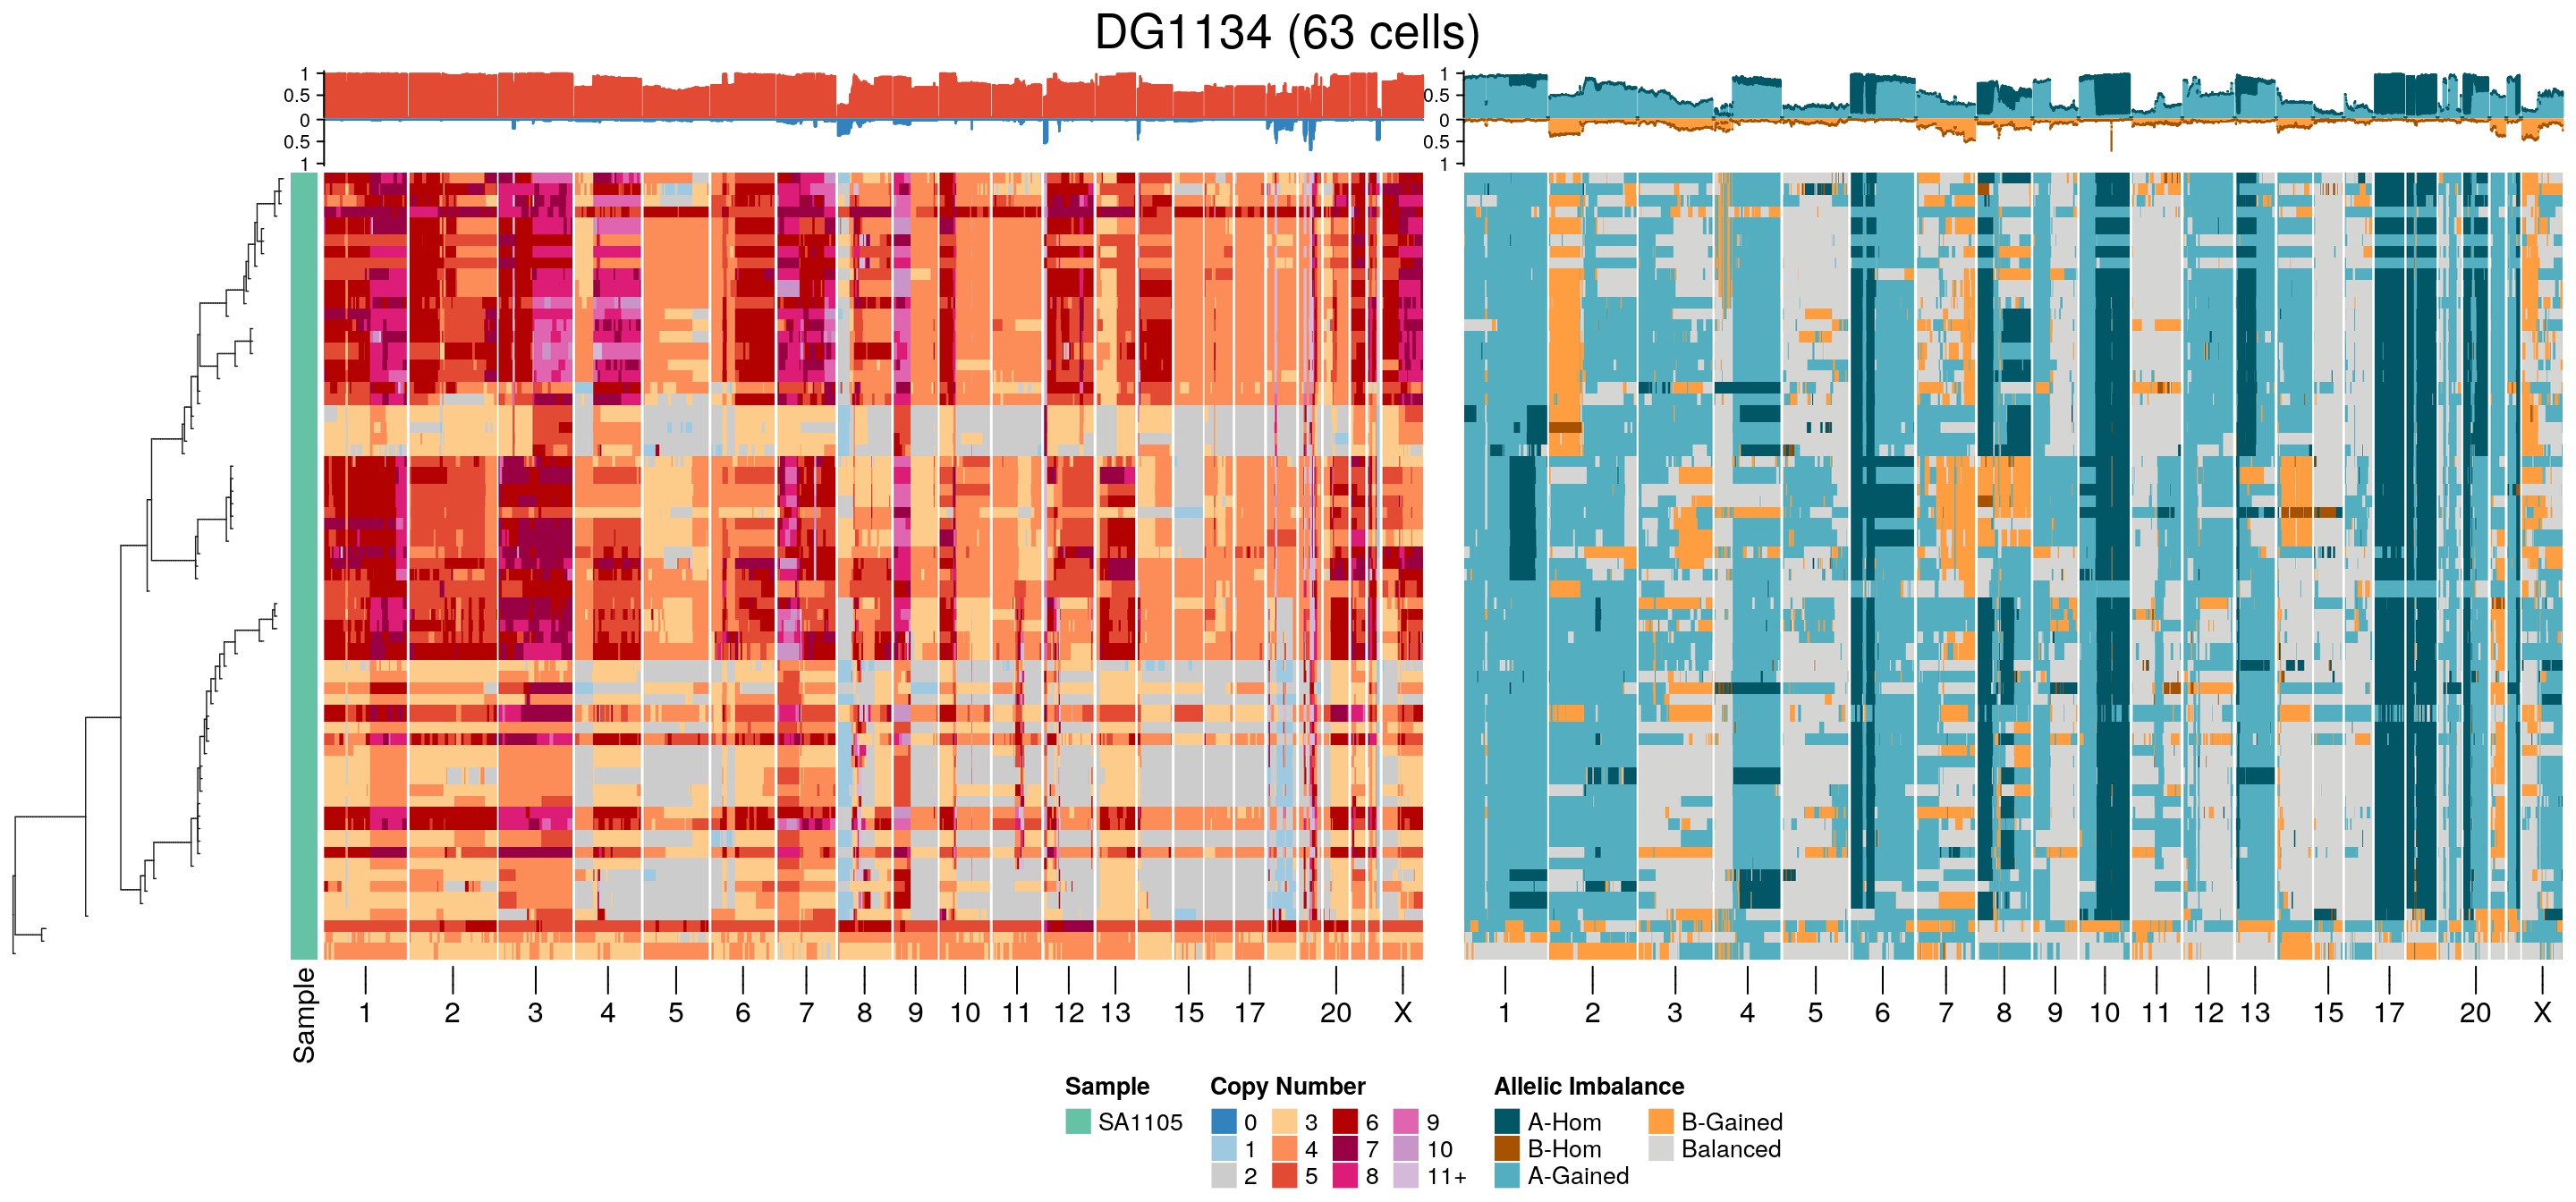 DG1134 (63 cells)
1
0.5
0
0.5
1
1
0.5
0
0.5
1
Sample
1 2 3 4 5 6 7 8 9 10 11 12 13 15 17 20 X
1 2 3 4 5 6 7 8 9 10 11 12 13 15 17 20 X
Sample
SA1105
Copy Number
0 3 6 9
1 4 7 10
2 5 8 11+
Allelic Imbalance
A-Hom B-Gained
B-Hom Balanced
A-Gained